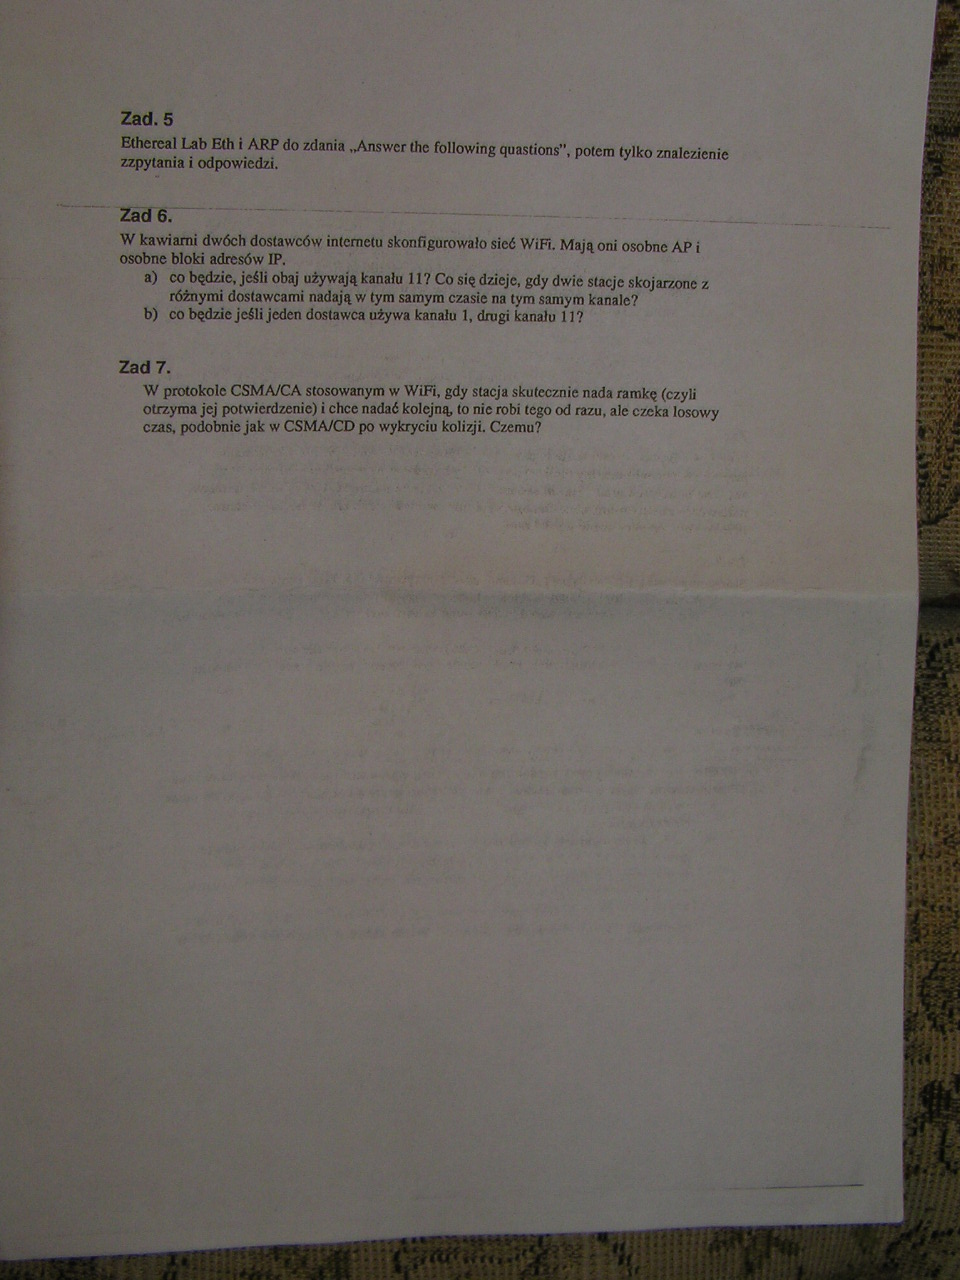 Zad. 5
Ethereal Lab Eth i ARP do zdania „Answer the following quastions”, potem tylko znalezienie
zzpytania i odpowiedzi.
Zad 6.
W kawiarni dwóch dostawców internetu skonfigurowało sieć WiFi. Mają oni osobne AP i
osobne bloki adresów IP.
a) co będzie, jeśli obaj używają kanału 11? Co się dzieje, gdy dwie stacje skojarzone z
różnymi dostawcami nadają w tym samym czasie na tym samym kanale?
b) co będzie jeśli jeden dostawca używa kanału 1, drugi kanału 11?
Zad 7.
W protokole CSMA/CA stosowanym w WiFi, gdy stacja skutecznie nada ramkę (czyli
otrzyma jej potwierdzenie) i chce nadać kolejną, to nie robi tego od razu, ale czeka losowy
czas, podobnie jak w CSMA/CD po wykryciu kolizji. Czemu?